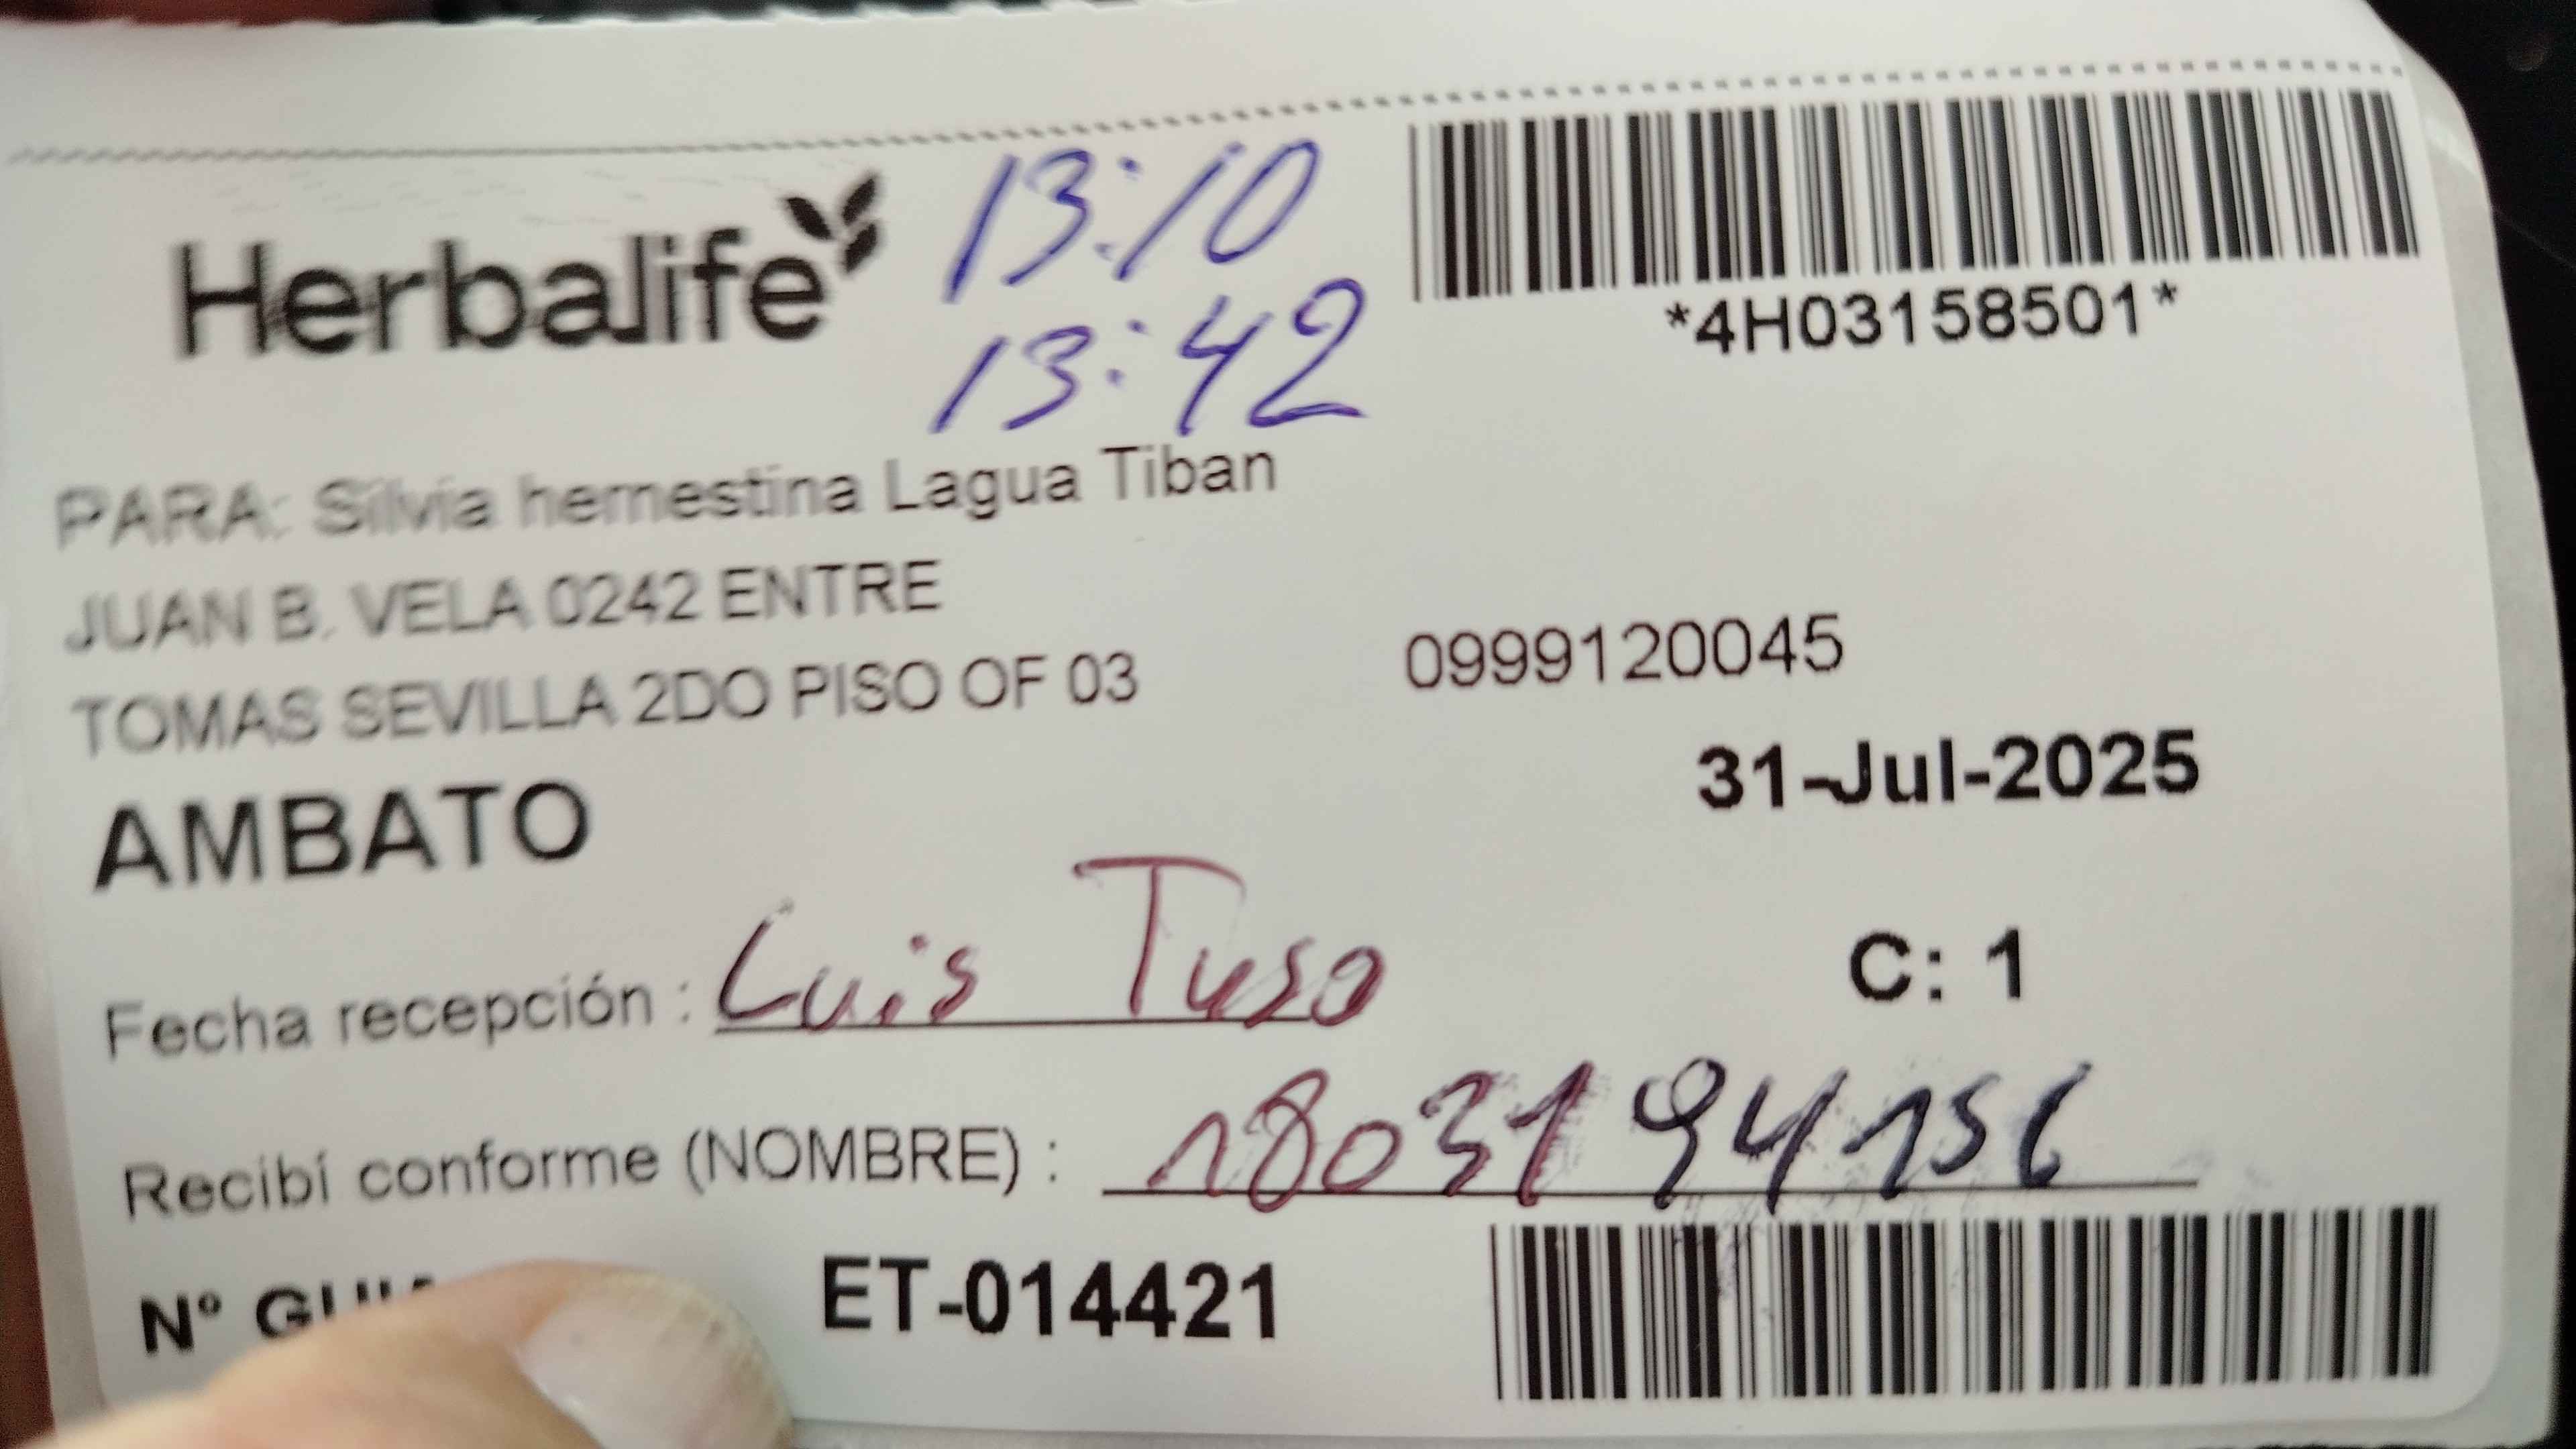 Herbalife
13:10
13:42
*4H03158501*
PARA: Silvia hernestina Lagua Tiban
JUAN B. VELA 0242 ENTRE
TOMAS SEVILLA 2DO PISO OF 03
0999120045
AMBATO
31-Jul-2025
Fecha recepción : Luis Tuso
C: 1
Recibí conforme (NOMBRE) : 1803194156
Nº ET-014421